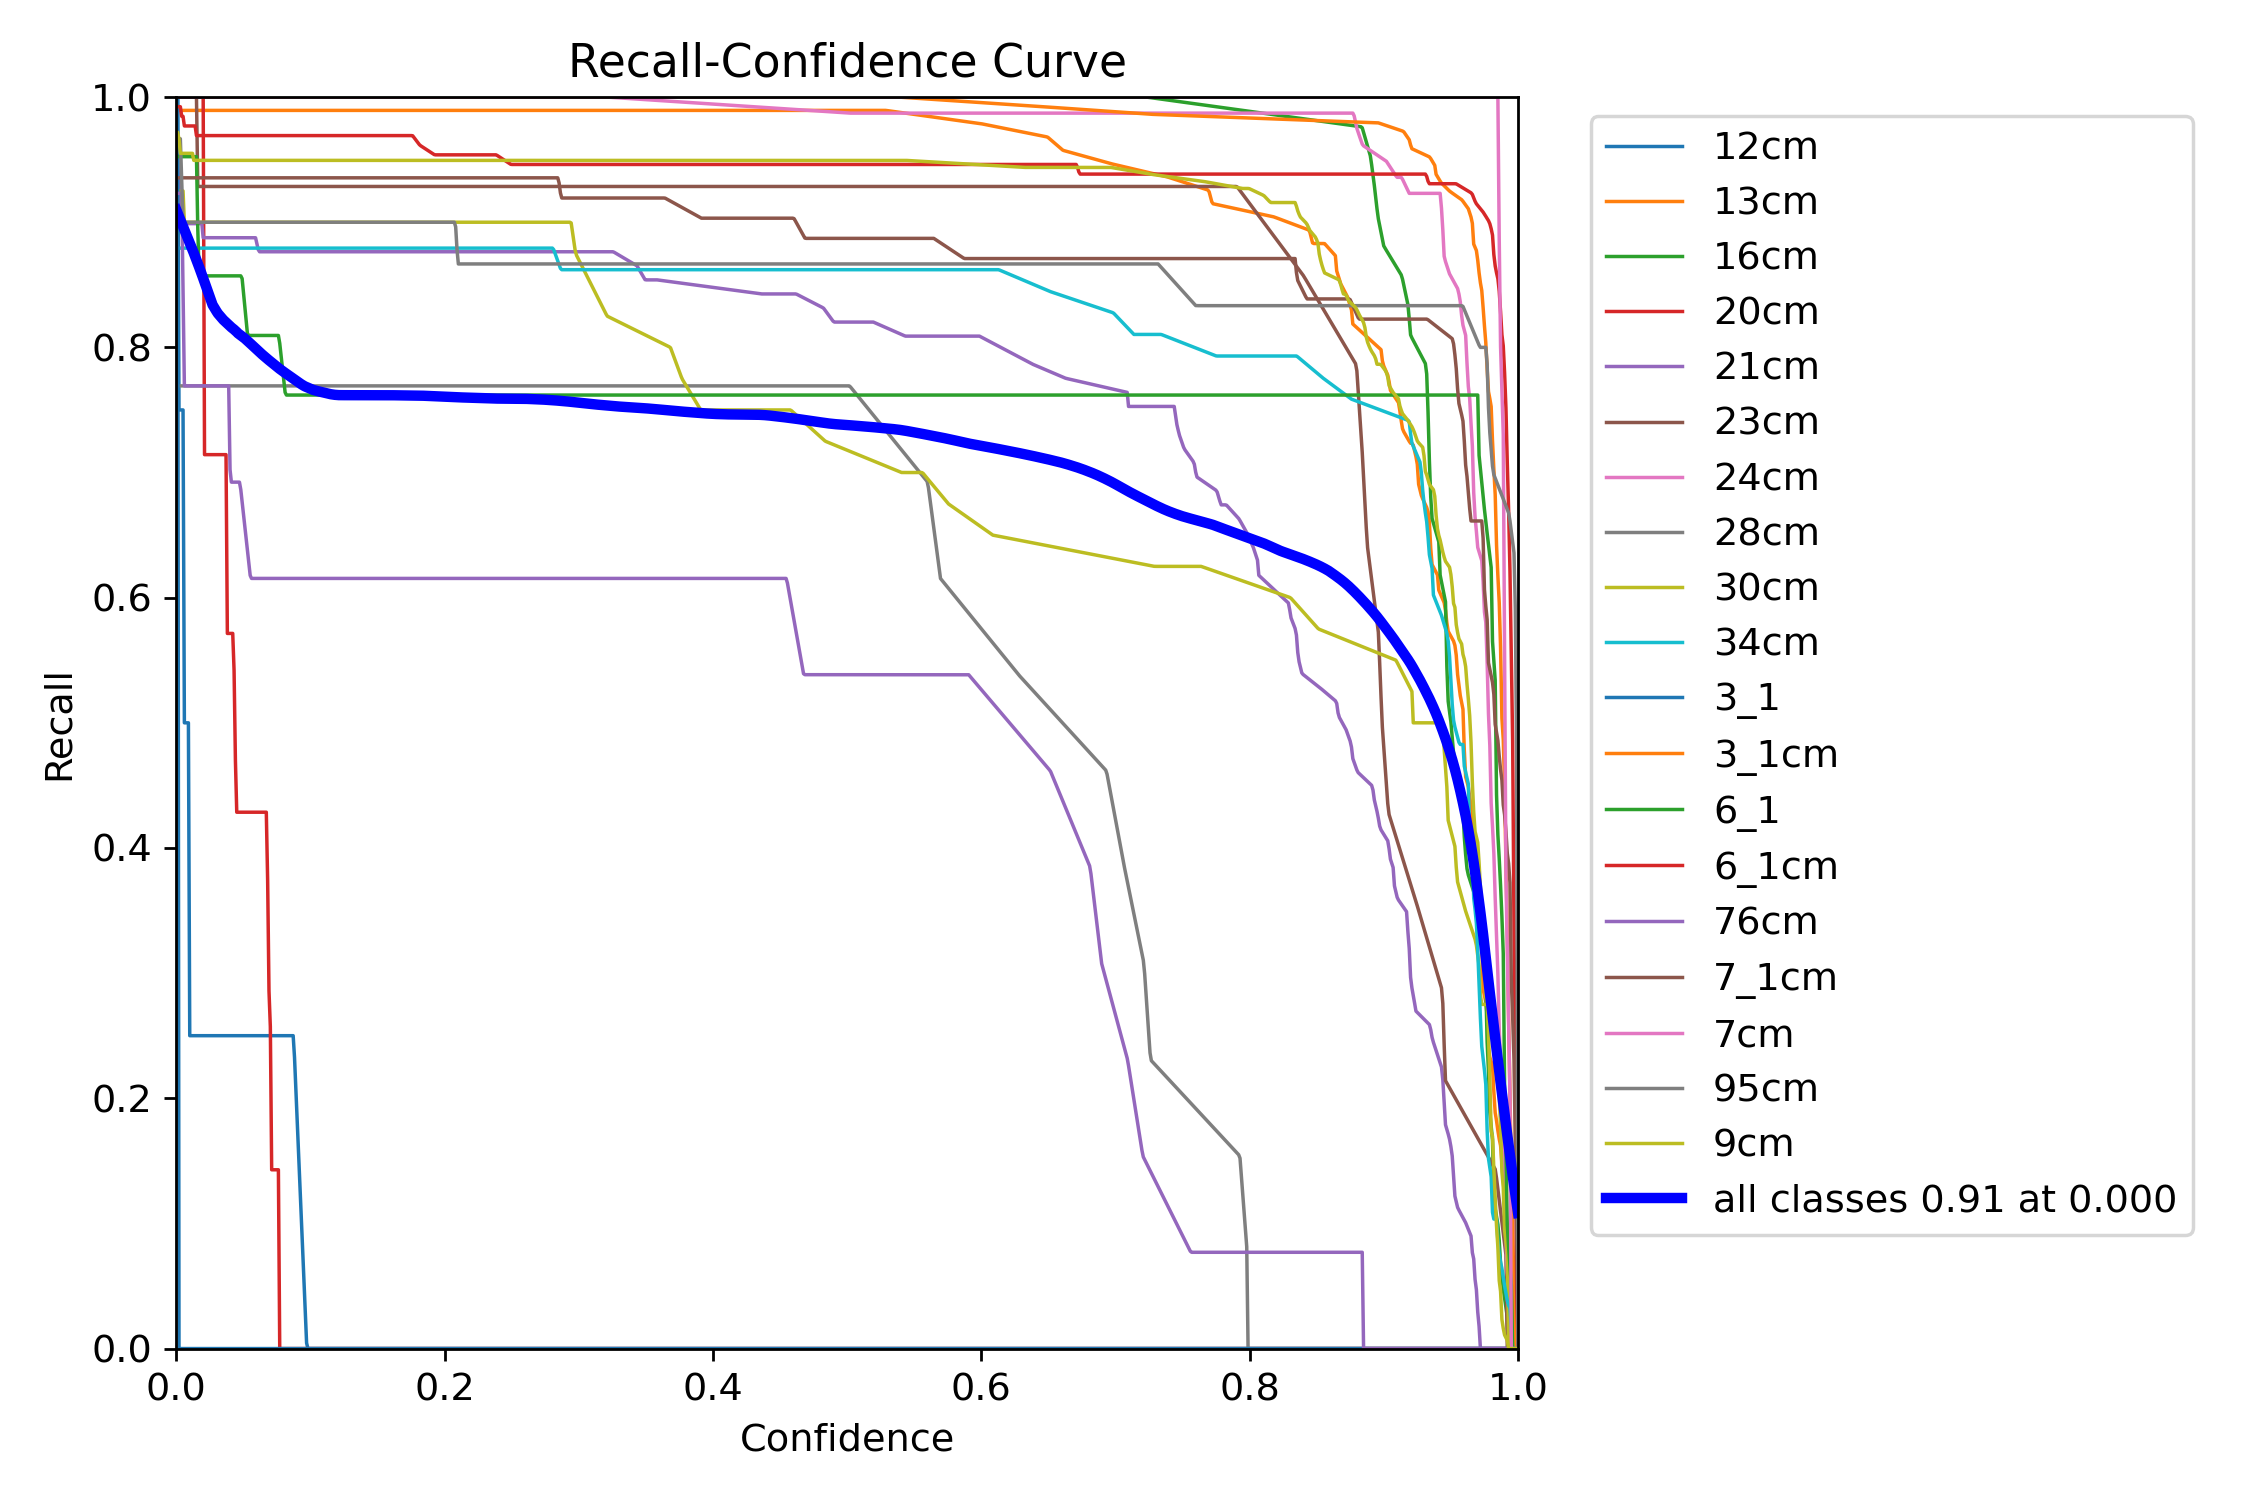 Recall-Confidence Curve
1.0
0.8
0.6
0.4
0.2
0.0
Recall
0.0 0.2 0.4 0.6 0.8 1.0
Confidence
12cm
13cm
16cm
20cm
21cm
23cm
24cm
28cm
30cm
34cm
3_1
3_1cm
6_1
6_1cm
76cm
7_1cm
7cm
95cm
9cm
all classes 0.91 at 0.000